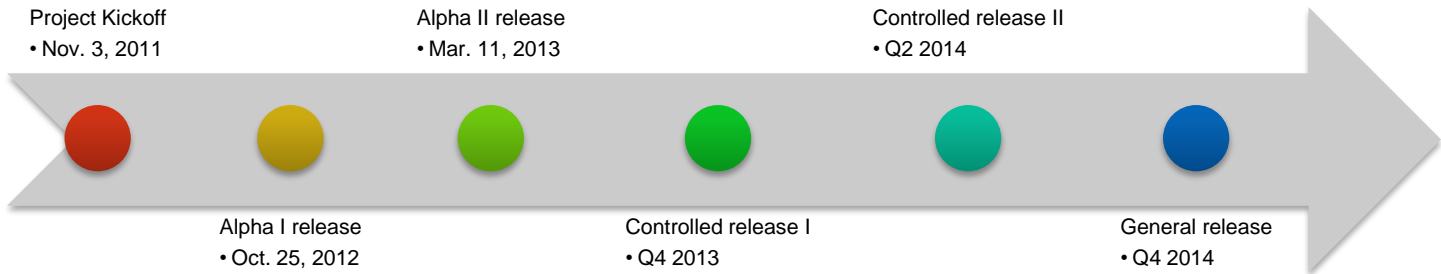 Project Kickoff
• Nov. 3, 2011
Alpha I release
• Oct. 25, 2012
Alpha II release
• Mar. 11, 2013
Controlled release I
• Q4 2013
Controlled release II
• Q2 2014
General release
• Q4 2014